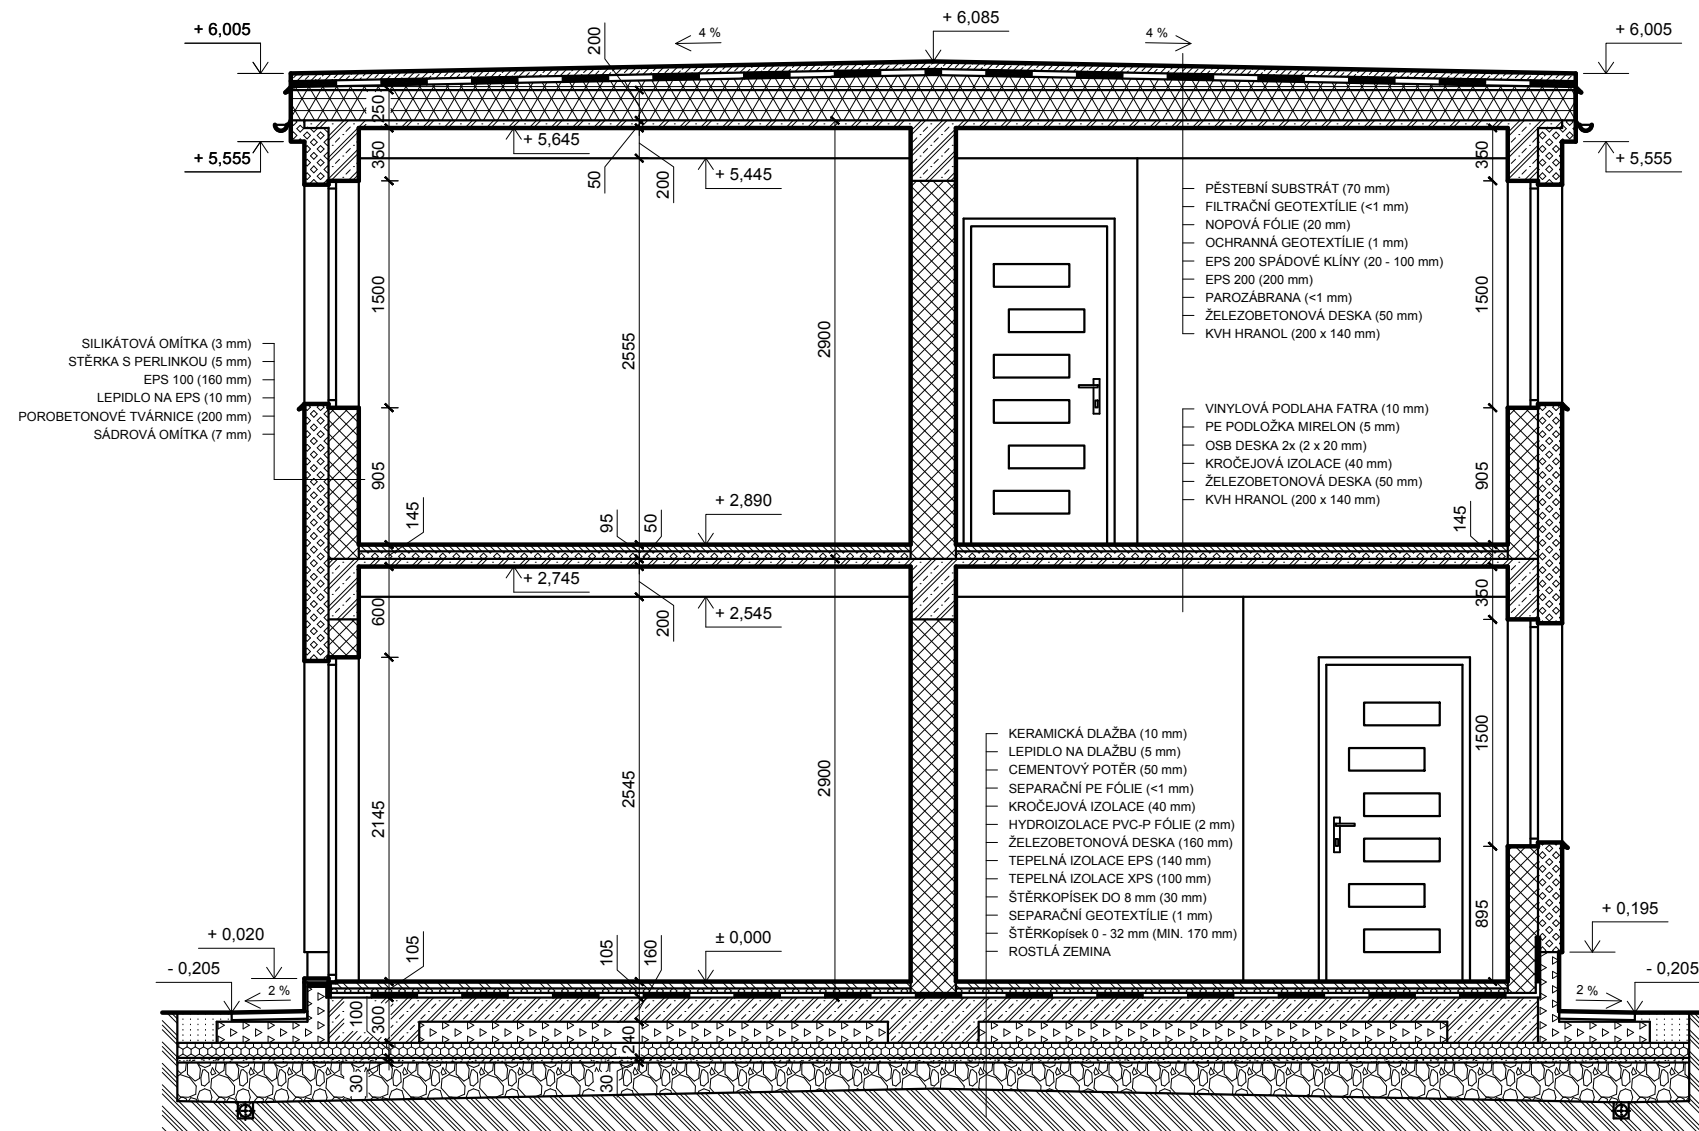 + 6,085
+ 6,005
4 %
4 %
+ 6,005
200
250
+ 5,645
+ 5,555
350
50
200
+ 5,445
350
+ 5,555
PĚSTEBNÍ SUBSTRÁT (70 mm)
FILTRAČNÍ GEOTEXTÍLIE (<1 mm)
NOPOVÁ FÓLIE (20 mm)
OCHRANNÁ GEOTEXTÍLIE (1 mm)
EPS 200 SPÁDOVÉ KLÍNY (20 - 100 mm)
EPS 200 (200 mm)
PAROZÁBRANA (<1 mm)
ŽELEZOBETONOVÁ DESKA (50 mm)
KVH HRANOL (200 x 140 mm)
1500
2555
2900
1500
SILIKÁTOVÁ OMÍTKA (3 mm)
STĚRKA S PERLINKOU (5 mm)
EPS 100 (160 mm)
LEPIDLO NA EPS (10 mm)
POROBETONOVÉ TVÁRNICE (200 mm)
SÁDROVÁ OMÍTKA (7 mm)
VINYLOVÁ PODLAHA FATRA (10 mm)
PE PODLOŽKA MIRELON (5 mm)
OSB DESKA 2x (2 x 20 mm)
KROČEJOVÁ IZOLACE (40 mm)
ŽELEZOBETONOVÁ DESKA (50 mm)
KVH HRANOL (200 x 140 mm)
905
145
95
50
+ 2,890
905
145
+ 2,745
600
200
+ 2,545
350
KERAMICKÁ DLAŽBA (10 mm)
LEPIDLO NA DLAŽBU (5 mm)
CEMENTOVÝ POTĚR (50 mm)
SEPARAČNÍ PE FÓLIE (<1 mm)
KROČEJOVÁ IZOLACE (40 mm)
HYDROIZOLACE PVC-P FÓLIE (2 mm)
ŽELEZOBETONOVÁ DESKA (160 mm)
TEPELNÁ IZOLACE EPS (140 mm)
TEPELNÁ IZOLACE XPS (100 mm)
ŠTĚRKOPÍSEK DO 8 mm (30 mm)
SEPARAČNÍ GEOTEXTÍLIE (1 mm)
ŠTĚRKopísek 0 - 32 mm (MIN. 170 mm)
ROSTLÁ ZEMINA
2145
2545
2900
1500
895
+ 0,020
- 0,205
2 %
105
105
160
± 0,000
+ 0,195
- 0,205
2 %
100
300
240
30
30